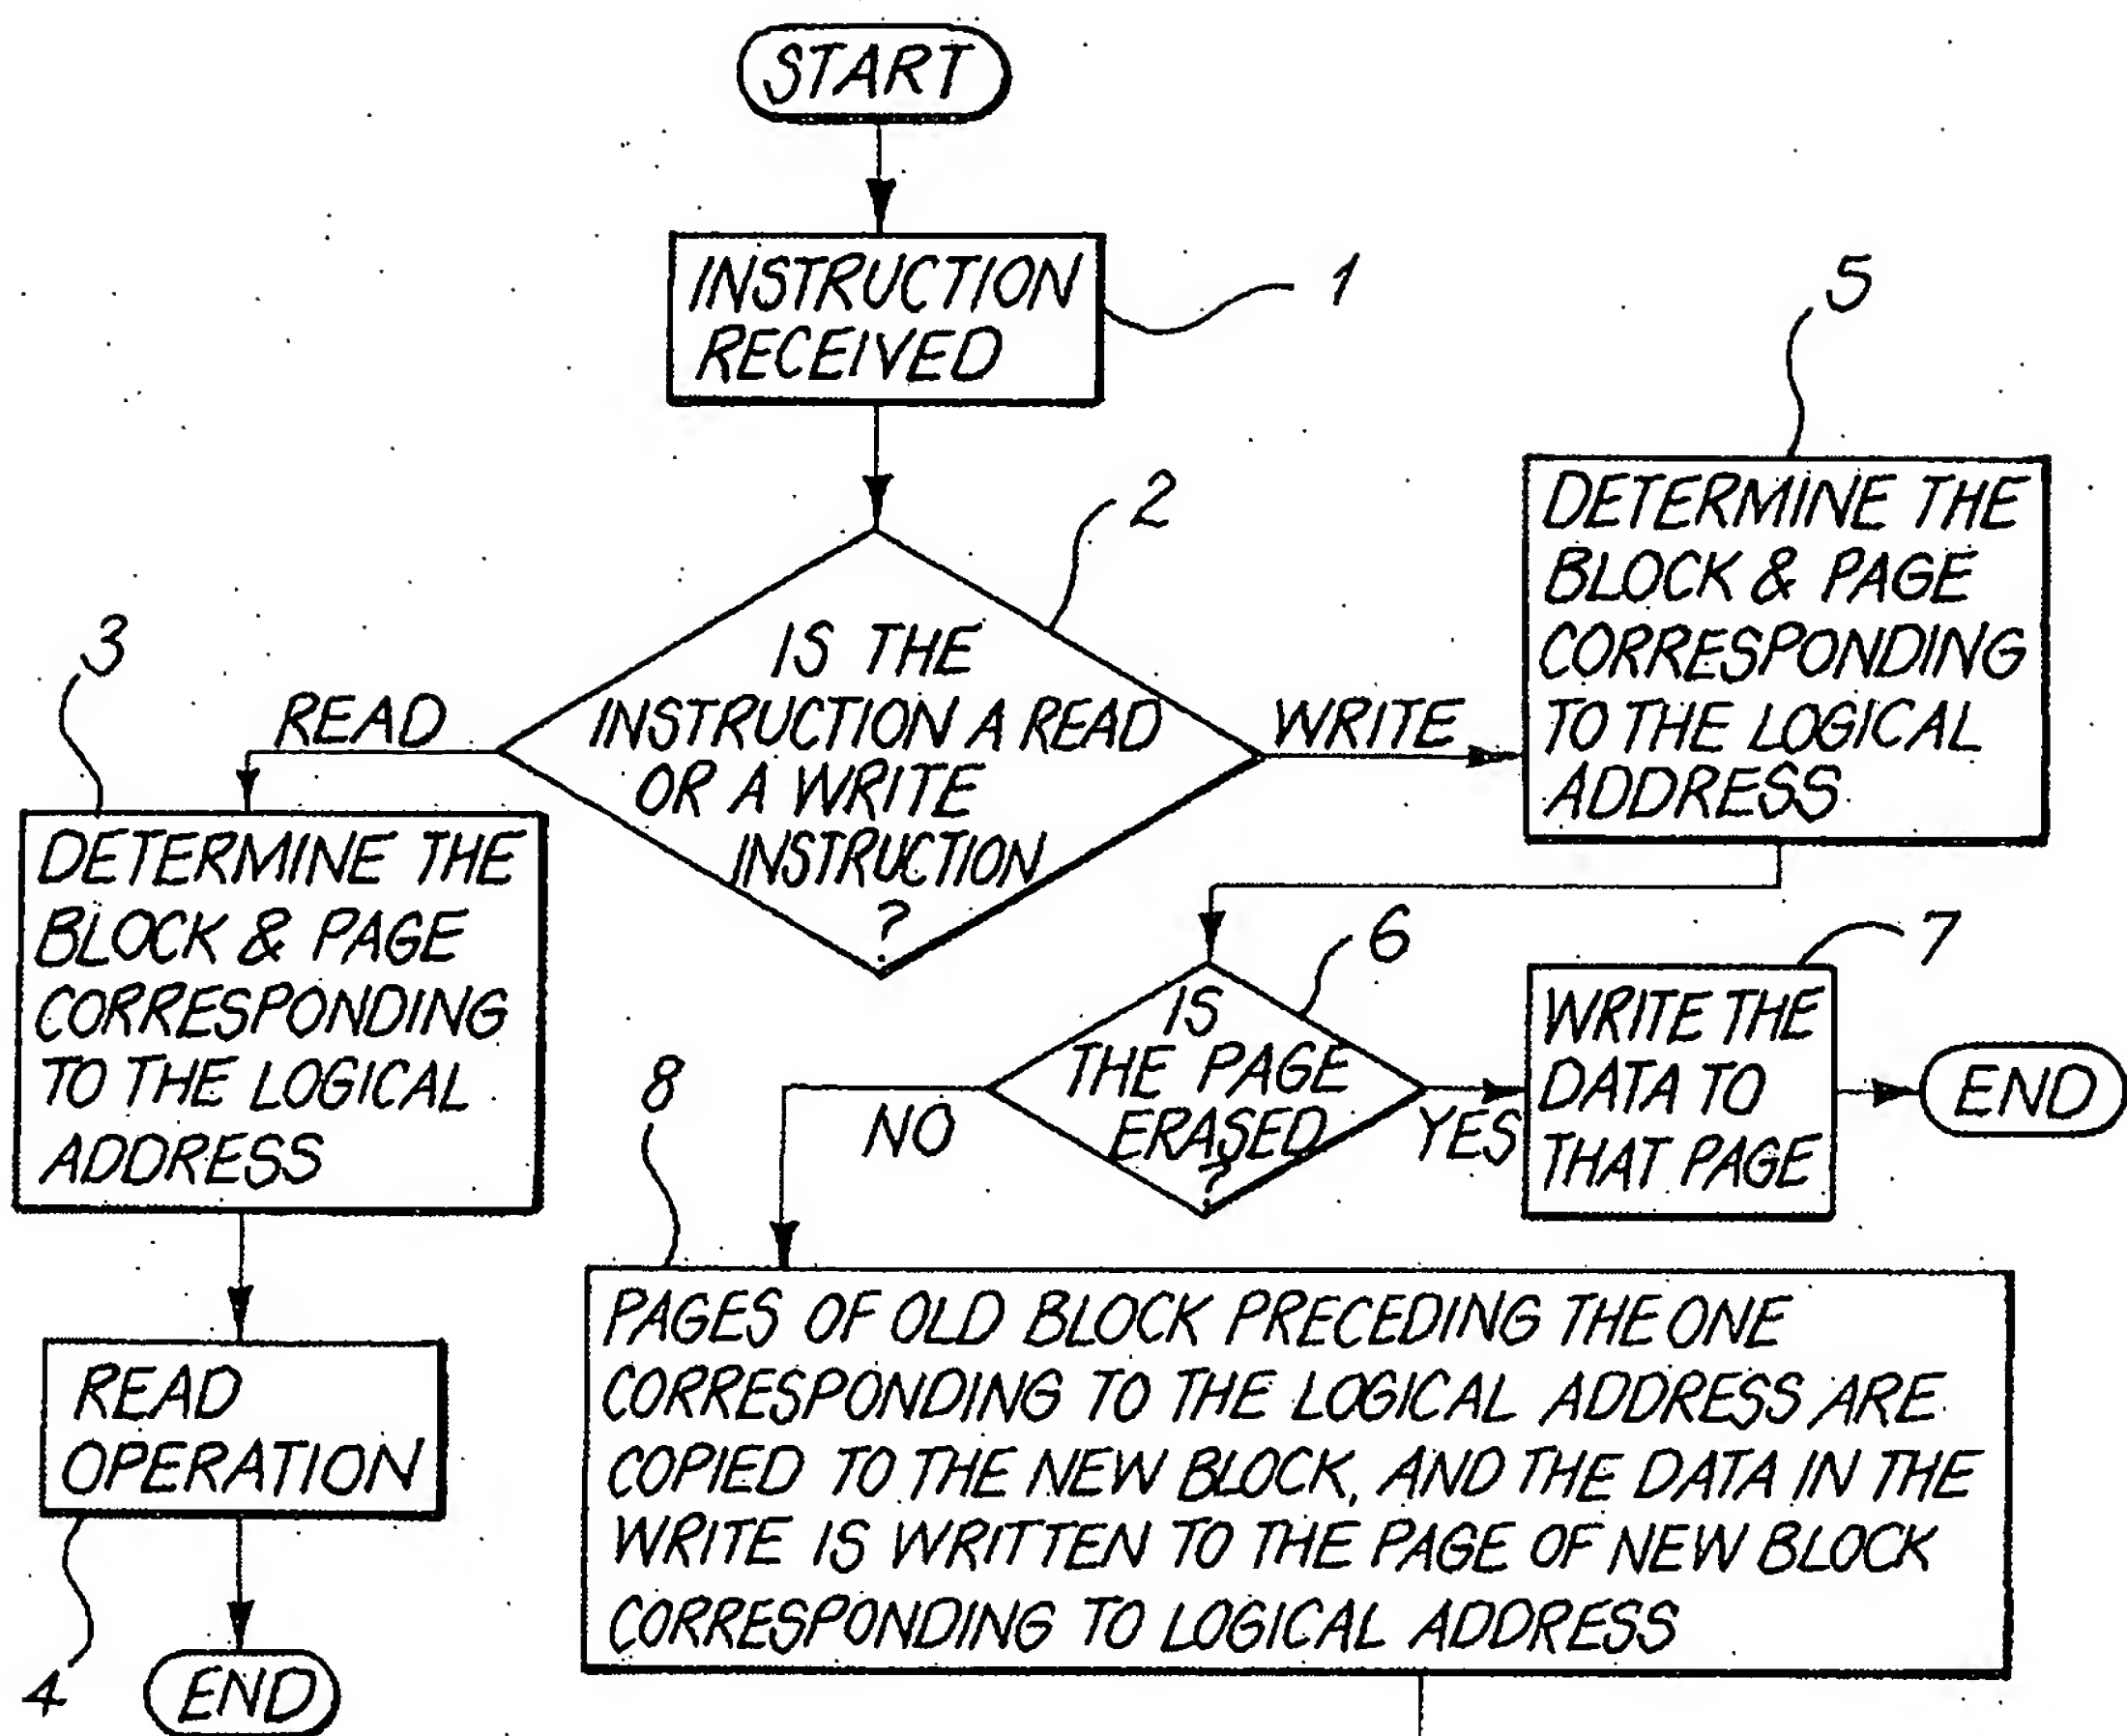 START
INSTRUCTION
RECEIVED
1
2
IS THE
INSTRUCTION A READ
OR A WRITE
INSTRUCTION
?
READ
WRITE
3
DETERMINE THE
BLOCK & PAGE
CORRESPONDING
TO THE LOGICAL
ADDRESS
READ
OPERATION
4
END
5
DETERMINE THE
BLOCK & PAGE
CORRESPONDING
TO THE LOGICAL
ADDRESS
6
IS
THE PAGE
ERASED
?
NO
YES
7
WRITE THE
DATA TO
THAT PAGE
END
8
PAGES OF OLD BLOCK PRECEDING THE ONE
CORRESPONDING TO THE LOGICAL ADDRESS ARE
COPIED TO THE NEW BLOCK, AND THE DATA IN THE
WRITE IS WRITTEN TO THE PAGE OF NEW BLOCK
CORRESPONDING TO LOGICAL ADDRESS